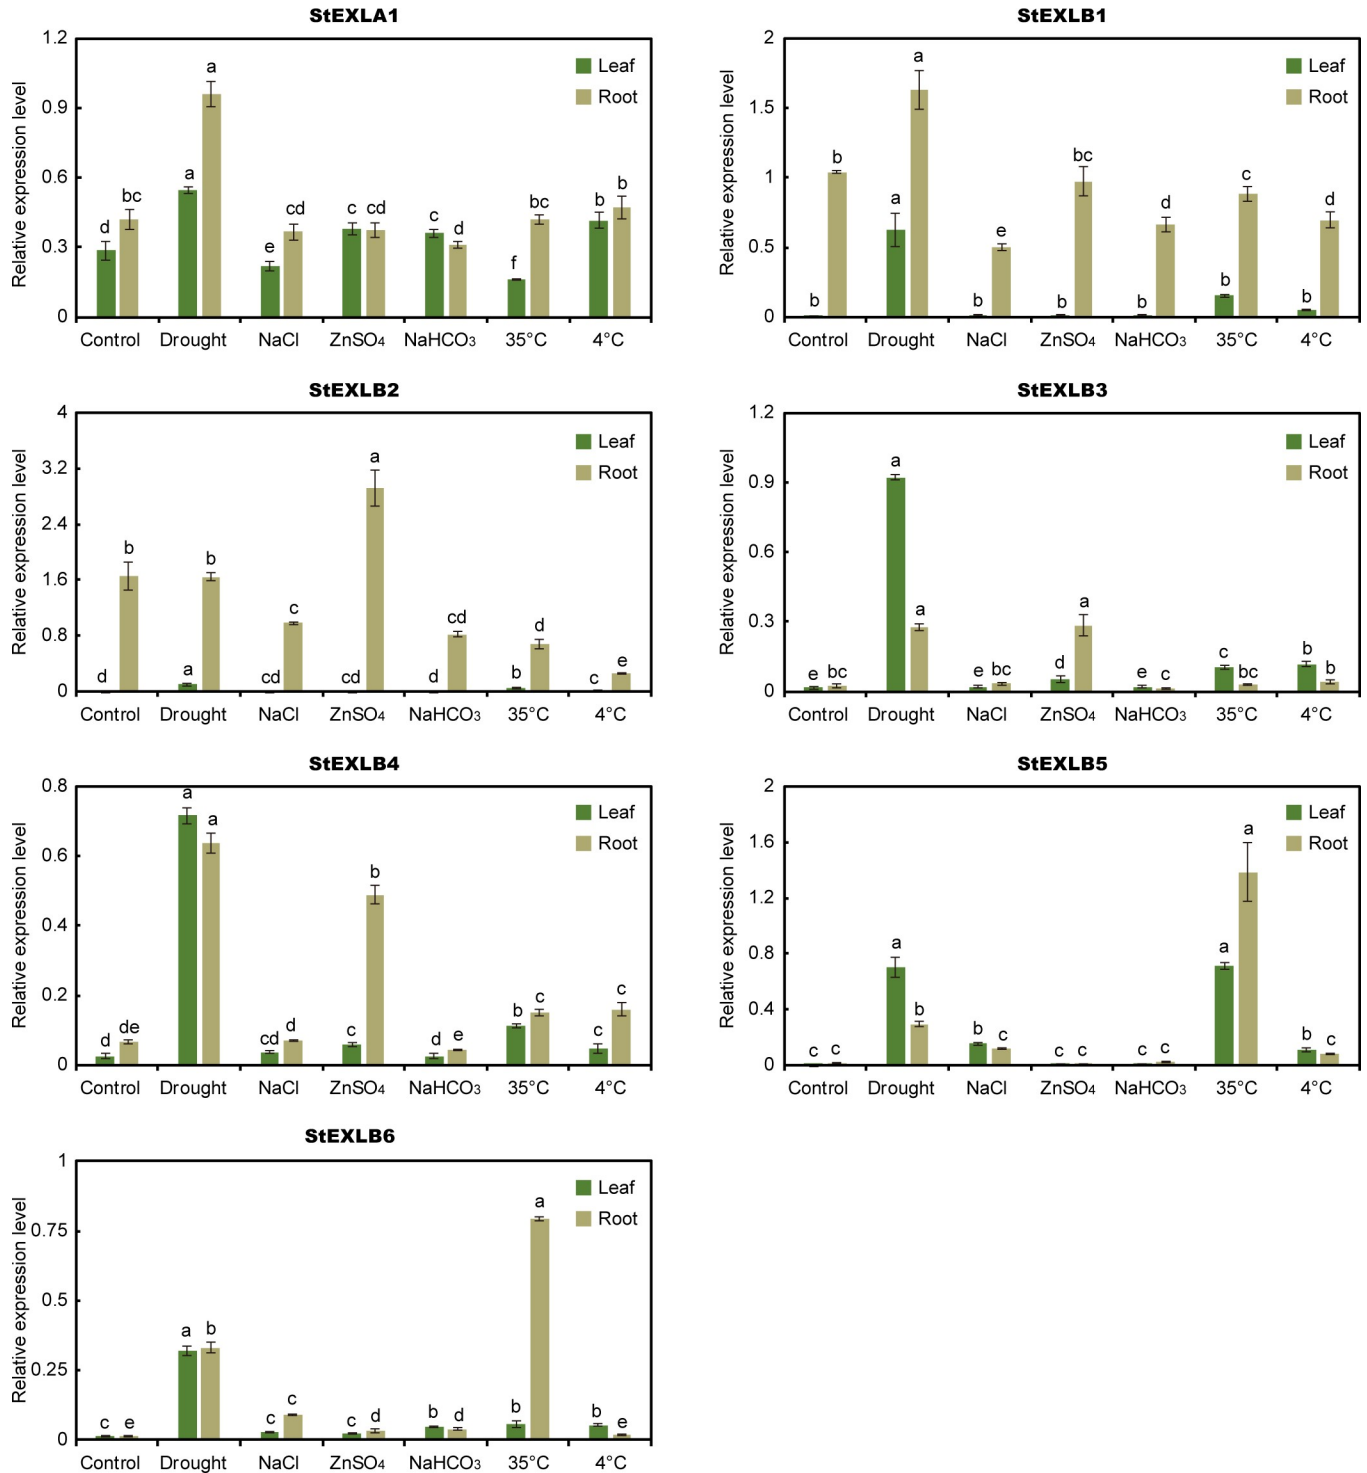 StEXLA1
Relative expression level
1.2
0.9
0.6
0.3
0
Leaf
Root
d bc a a e cd c cd c d f bc b b
Control Drought NaCl ZnSO4 NaHCO3 35°C 4°C
StEXLB1
Relative expression level
2
1.5
1
0.5
0
Leaf
Root
b b a a b e b bc b d b c b d
Control Drought NaCl ZnSO4 NaHCO3 35°C 4°C
StEXLB2
Relative expression level
4
3.2
2.4
1.6
0.8
0
Leaf
Root
d b a b cd c cd a d cd b d c e
Control Drought NaCl ZnSO4 NaHCO3 35°C 4°C
StEXLB3
Relative expression level
1.2
0.9
0.6
0.3
0
Leaf
Root
e bc a a e bc d a e c c bc b b
Control Drought NaCl ZnSO4 NaHCO3 35°C 4°C
StEXLB4
Relative expression level
0.8
0.6
0.4
0.2
0
Leaf
Root
d de a a cd d c b d e b c c c
Control Drought NaCl ZnSO4 NaHCO3 35°C 4°C
StEXLB5
Relative expression level
2
1.6
1.2
0.8
0.4
0
Leaf
Root
c c a b b c c c c c a a b c
Control Drought NaCl ZnSO4 NaHCO3 35°C 4°C
StEXLB6
Relative expression level
1
0.75
0.5
0.25
0
Leaf
Root
c e a b c c c d b d b a b e
Control Drought NaCl ZnSO4 NaHCO3 35°C 4°C